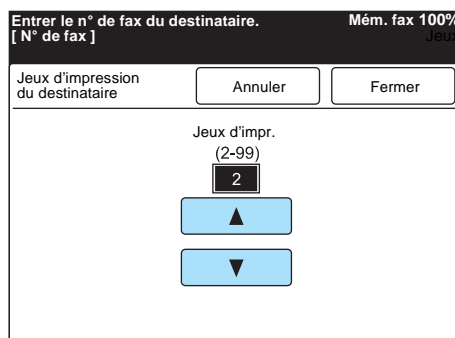 Entrer le n° de fax du destinataire. Mém. fax 100%
[ N° de fax ] Jeux
Jeux d'impression
du destinataire
Annuler
Fermer
Jeux d'impr.
(2-99)
2